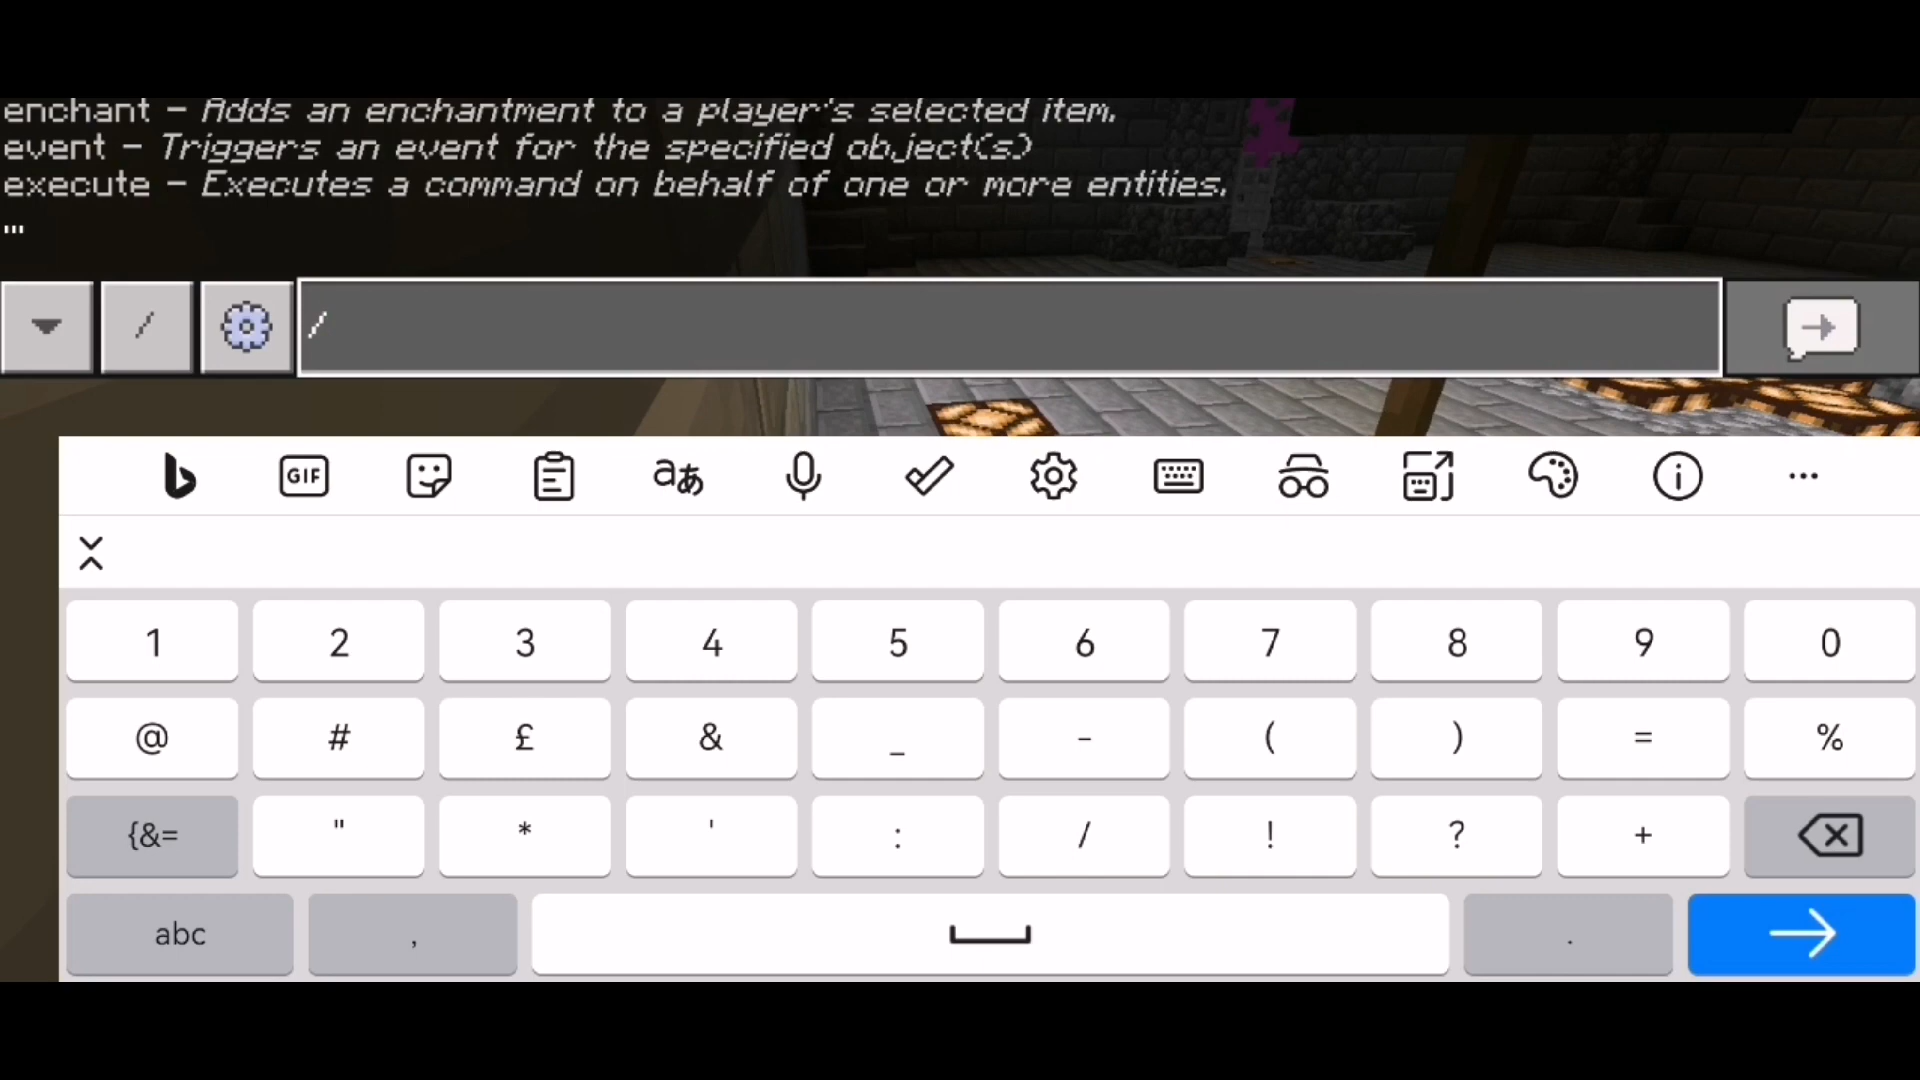 enchant – Adds an enchantment to a player's selected item.
event – Triggers an event for the specified object(s)
execute – Executes a command on behalf of one or more entities.
...
/ /
GIF aあ ...
1 2 3 4 5 6 7 8 9 0
@ # £ & _ - ( ) = %
{&= " * ' : / ! ? +
abc , .